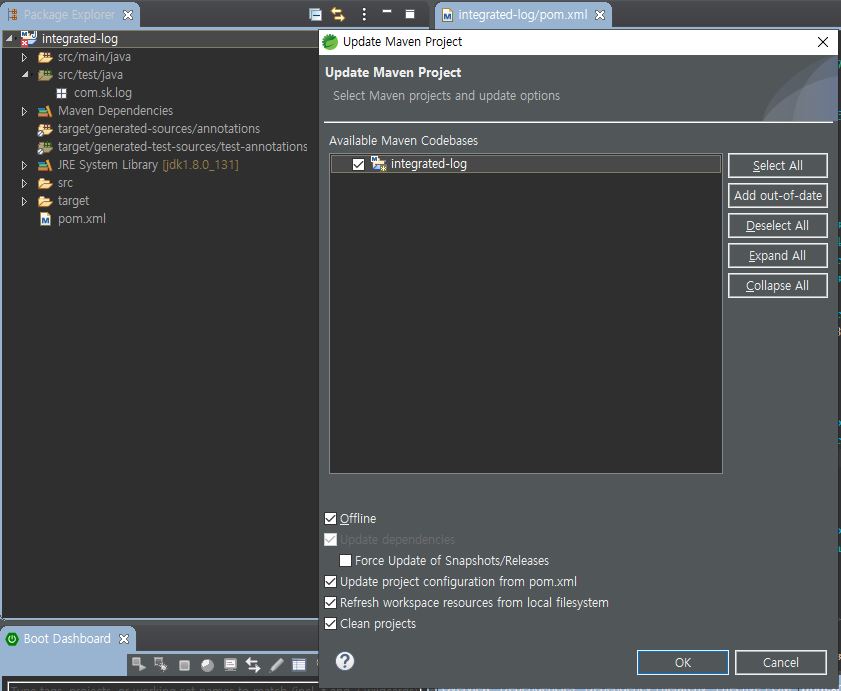 Package Explorer
integrated-log/pom.xml
integrated-log
src/main/java
src/test/java
com.sk.log
Maven Dependencies
target/generated-sources/annotations
target/generated-test-sources/test-annotations
JRE System Library [jdk1.8.0_131]
src
target
pom.xml
Update Maven Project
Update Maven Project
Select Maven projects and update options
Available Maven Codebases
integrated-log
Select All
Add out-of-date
Deselect All
Expand All
Collapse All
Offline
Update dependencies
Force Update of Snapshots/Releases
Update project configuration from pom.xml
Refresh workspace resources from local filesystem
Clean projects
OK
Cancel
Boot Dashboard